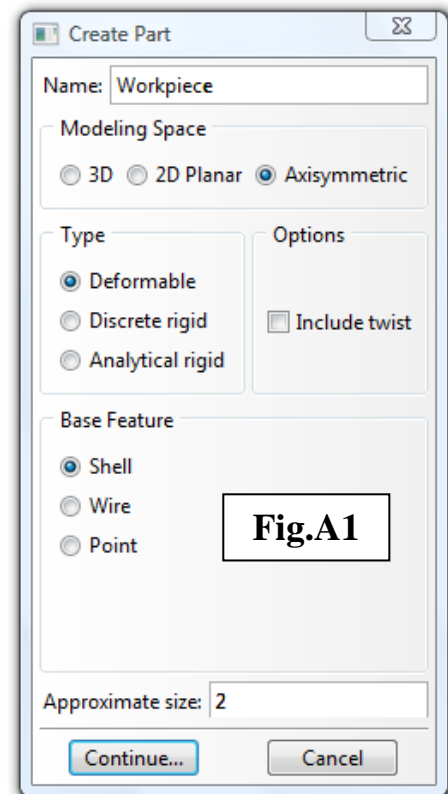 Create Part
Name: Workpiece
Modeling Space
3D 2D Planar Axisymmetric
Type Options
Deformable
Discrete rigid Include twist
Analytical rigid
Base Feature
Shell
Wire
Point
Fig.A1
Approximate size: 2
Continue... Cancel